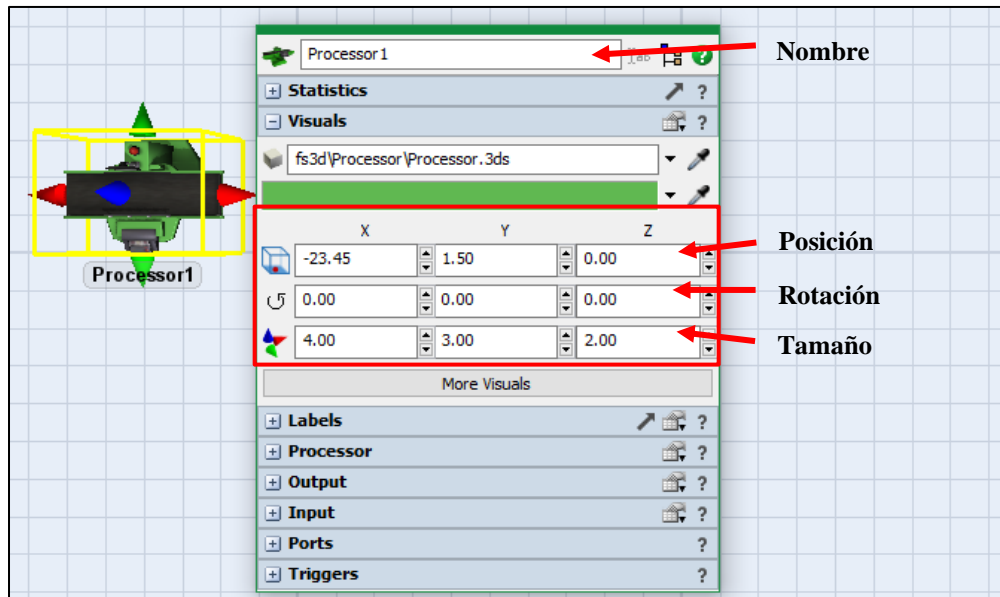 Processor1
Nombre
Statistics
?
Visuals
?
fs3d\Processor\Processor.3ds
X Y Z
-23.45 1.50 0.00
Posición
0.00 0.00 0.00
Rotación
4.00 3.00 2.00
Tamaño
More Visuals
Labels
?
Processor
?
Output
?
Input
?
Ports
?
Triggers
?
Processor1